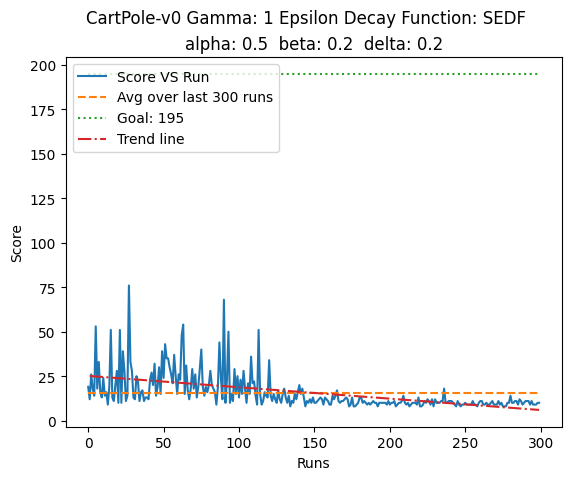 CartPole-v0 Gamma: 1 Epsilon Decay Function: SEDF
alpha: 0.5  beta: 0.2  delta: 0.2
Score VS Run
Avg over last 300 runs
Goal: 195
Trend line
200
175
150
125
100
75
50
25
0
Score
0
50
100
150
200
250
300
Runs